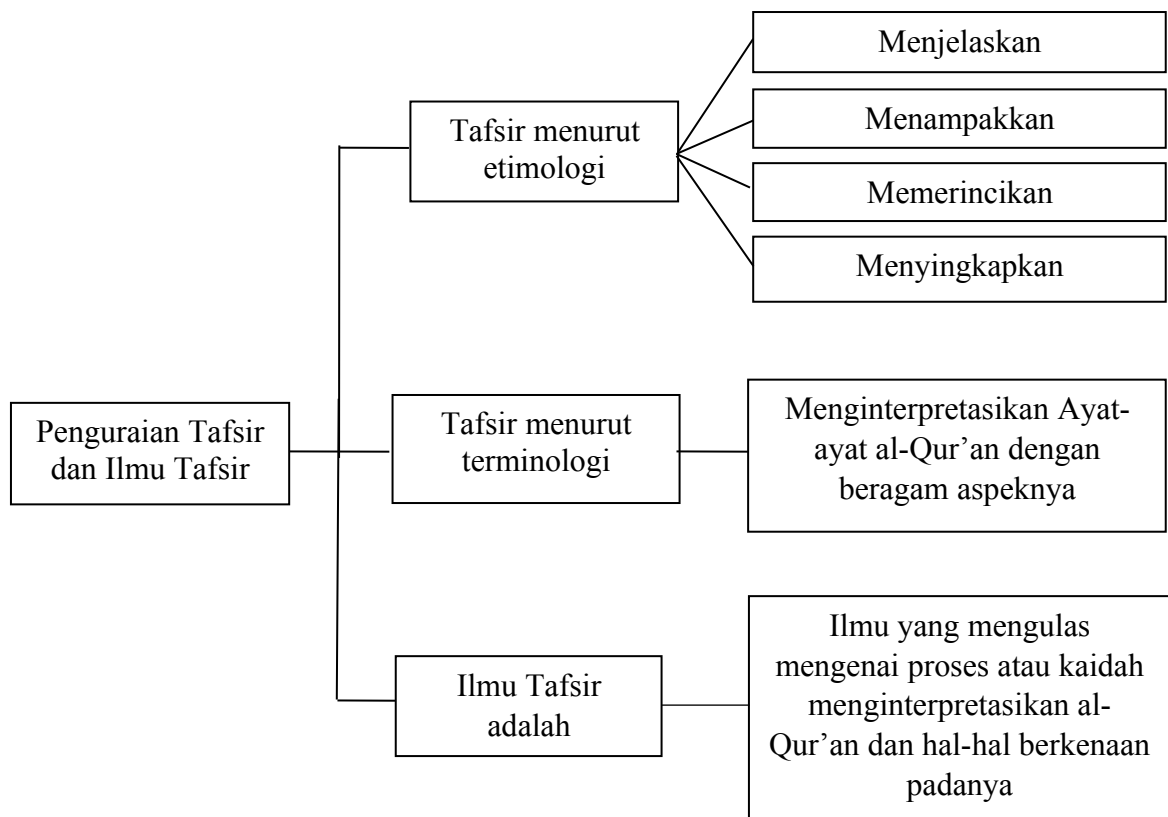 Penguraian Tafsir
dan Ilmu Tafsir
Tafsir menurut
etimologi
Menjelaskan
Menampakkan
Memerincikan
Menyingkapkan
Tafsir menurut
terminologi
Menginterpretasikan Ayat-
ayat al-Qur’an dengan
beragam aspeknya
Ilmu Tafsir
adalah
Ilmu yang mengulas
mengenai proses atau kaidah
menginterpretasikan al-
Qur’an dan hal-hal berkenaan
padanya